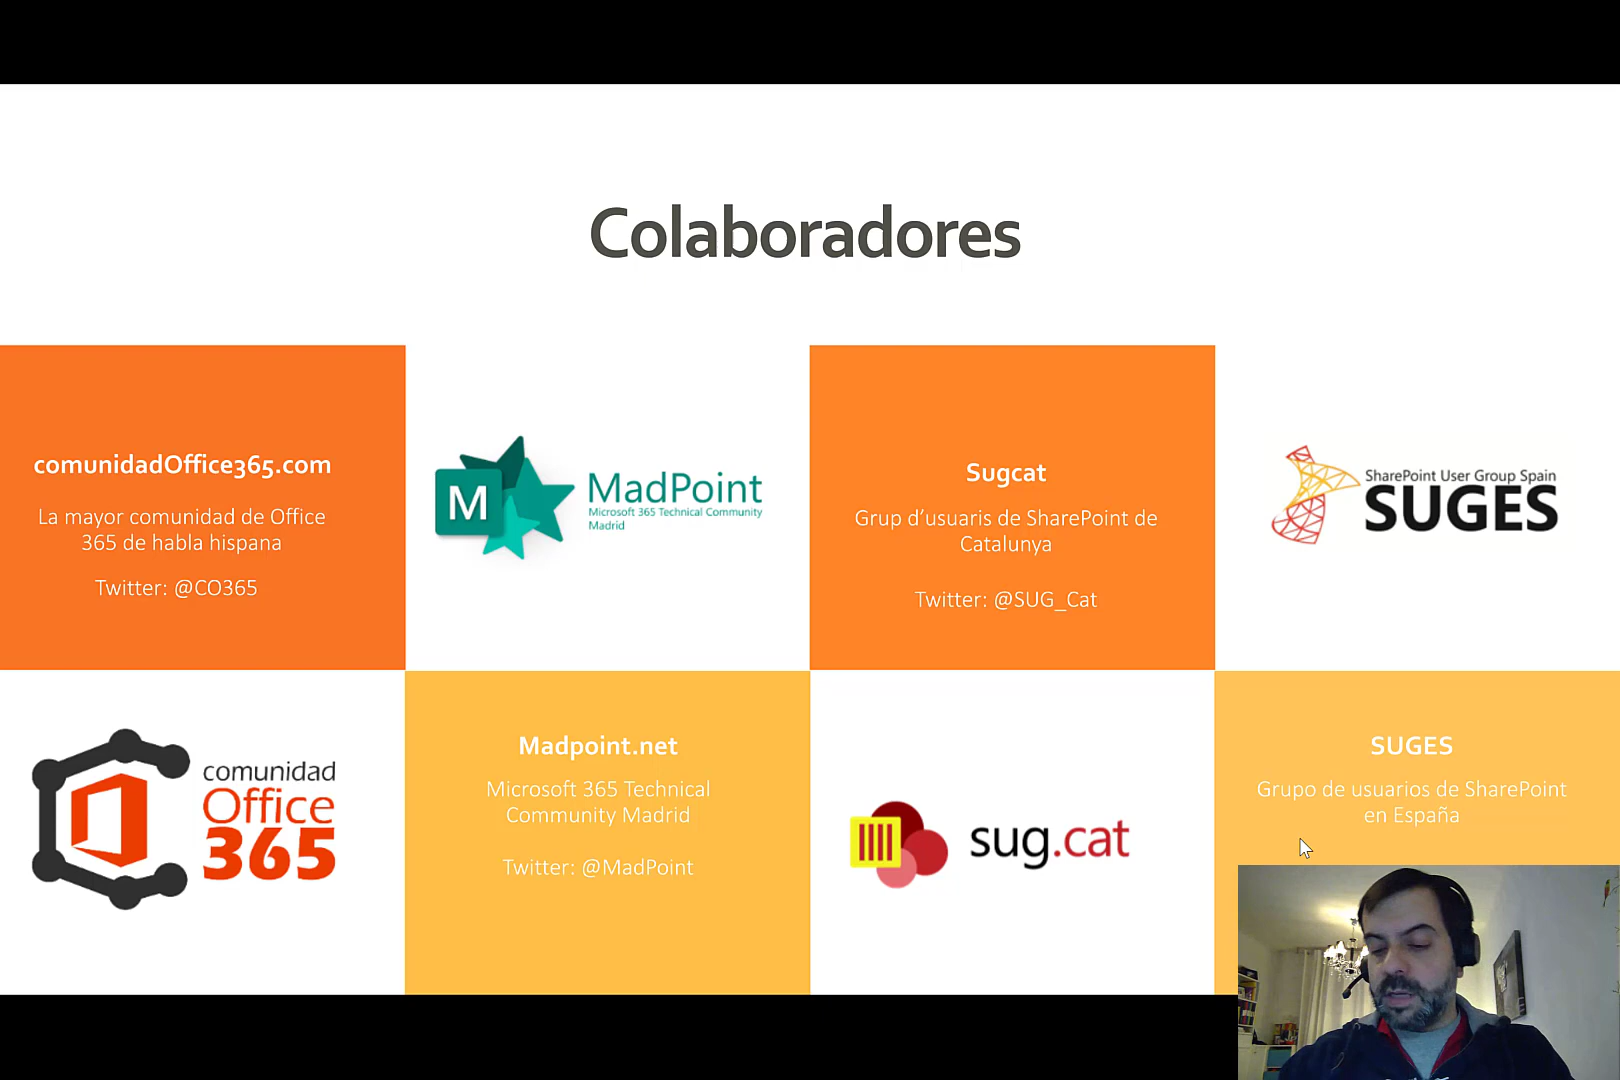 Colaboradores
comunidadOffice365.com
La mayor comunidad de Office
365 de habla hispana
Twitter: @CO365
M
MadPoint
Microsoft 365 Technical Community
Madrid
Sugcat
Grup d’usuaris de SharePoint de
Catalunya
Twitter: @SUG_Cat
SharePoint User Group Spain
SUGES
comunidad
Office
365
Madpoint.net
Microsoft 365 Technical
Community Madrid
Twitter: @MadPoint
sug.cat
SUGES
Grupo de usuarios de SharePoint
en España